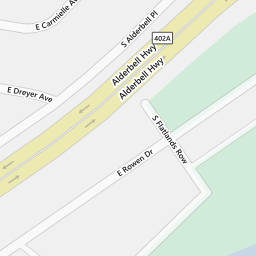 E Carmielle A
S Alderbell Pl
402A
Alderbell Hwy
Alderbell Hwy
E Dreyer Ave
S Flatlands Row
E Rowen Dr